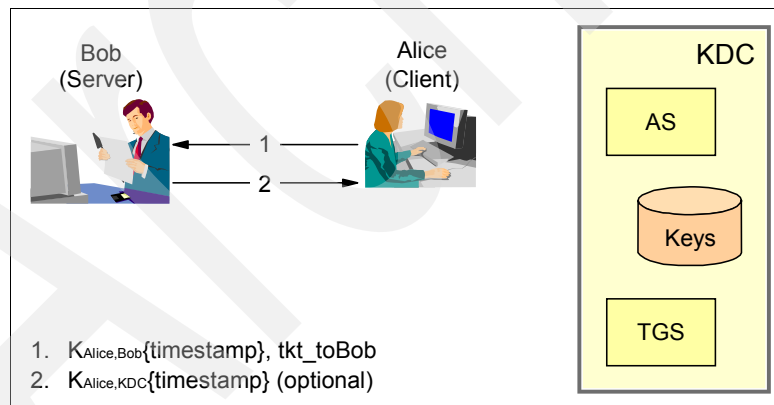 Bob
(Server)
Alice
(Client)
KDC
AS
1
2
Keys
TGS
1. KAlice,Bob{timestamp}, tkt_toBob
2. KAlice,KDC{timestamp} (optional)